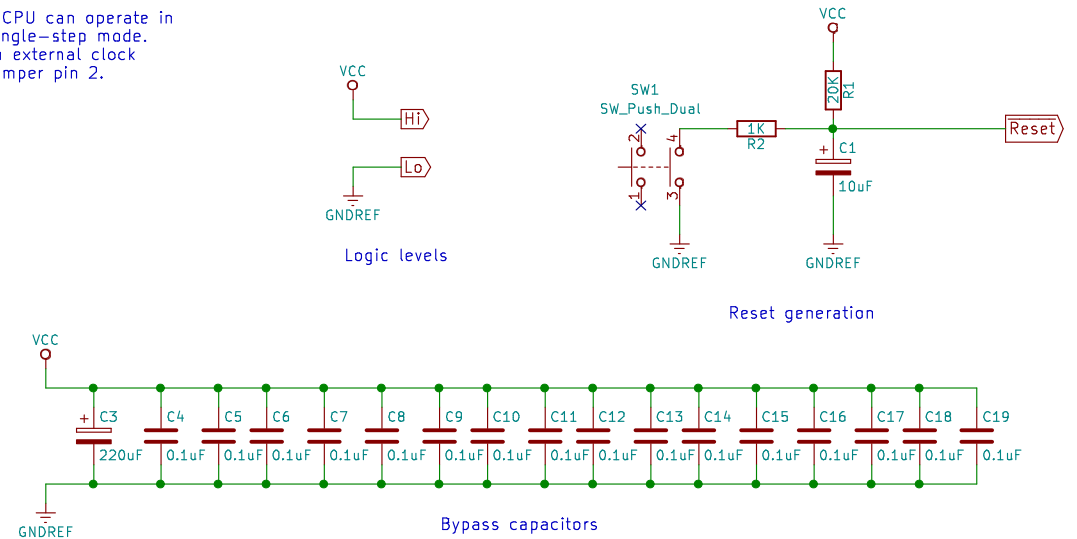 CPU can operate in
ngle-step mode.
external clock
mper pin 2.
VCC
Hi
Lo
GNDREF
Logic levels
VCC
20K
R1
SW1
SW_Push_Dual
2
4
1
3
1K
R2
Reset
+
C1
10uF
GNDREF
GNDREF
Reset generation
VCC
+ C3 C4 C5 C6 C7 C8 C9 C10 C11 C12 C13 C14 C15 C16 C17 C18 C19
220uF 0.1uF 0.1uF 0.1uF 0.1uF 0.1uF 0.1uF 0.1uF 0.1uF 0.1uF 0.1uF 0.1uF 0.1uF 0.1uF 0.1uF 0.1uF 0.1uF
GNDREF
Bypass capacitors